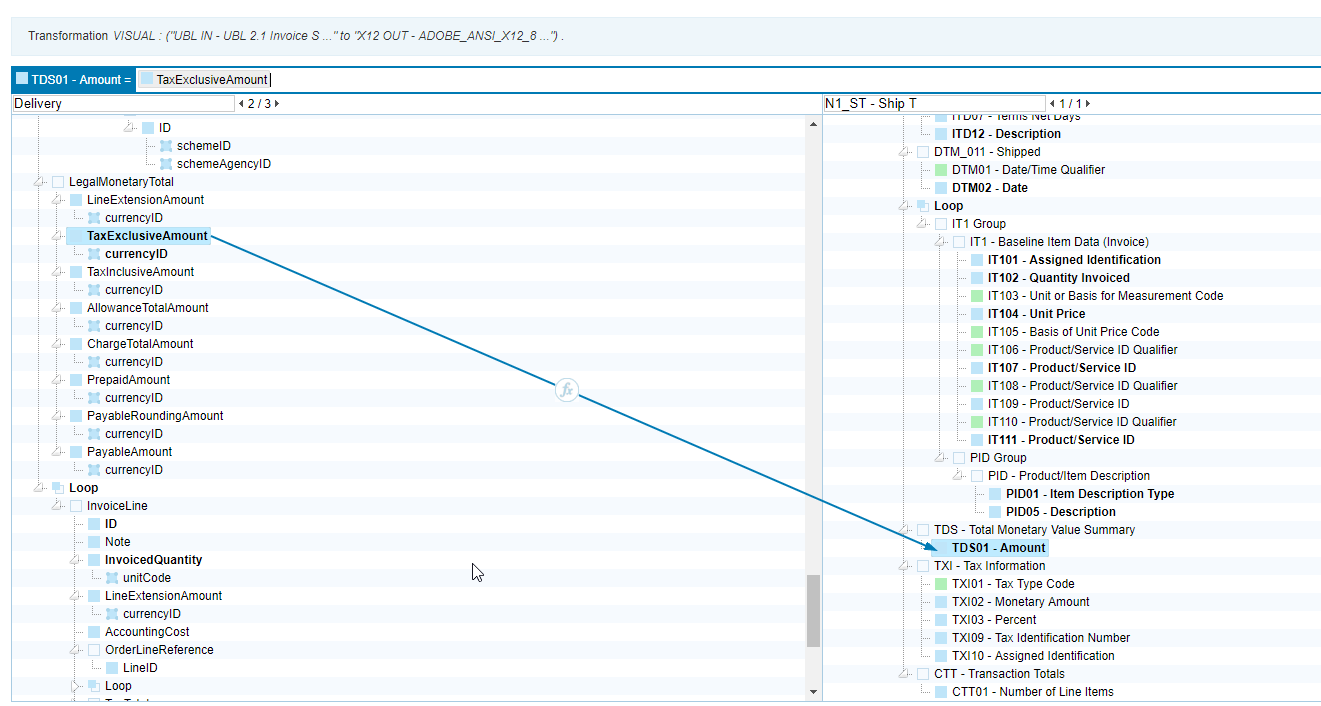 Transformation VISUAL : ("UBL IN - UBL 2.1 Invoice S ..." to "X12 OUT - ADOBE_ANSI_X12_8 ...") .
TDS01 - Amount = TaxExclusiveAmount
Delivery 2 / 3
ID
schemeID
schemeAgencyID
LegalMonetaryTotal
LineExtensionAmount
currencyID
TaxExclusiveAmount
currencyID
TaxInclusiveAmount
currencyID
AllowanceTotalAmount
currencyID
ChargeTotalAmount
currencyID
PrepaidAmount
currencyID
PayableRoundingAmount
currencyID
PayableAmount
currencyID
Loop
InvoiceLine
ID
Note
InvoicedQuantity
unitCode
LineExtensionAmount
currencyID
AccountingCost
OrderLineReference
LineID
Loop
fx
N1_ST - Ship T 1 / 1
ITD07 - Terms Net Days
ITD12 - Description
DTM_011 - Shipped
DTM01 - Date/Time Qualifier
DTM02 - Date
Loop
IT1 Group
IT1 - Baseline Item Data (Invoice)
IT101 - Assigned Identification
IT102 - Quantity Invoiced
IT103 - Unit or Basis for Measurement Code
IT104 - Unit Price
IT105 - Basis of Unit Price Code
IT106 - Product/Service ID Qualifier
IT107 - Product/Service ID
IT108 - Product/Service ID Qualifier
IT109 - Product/Service ID
IT110 - Product/Service ID Qualifier
IT111 - Product/Service ID
PID Group
PID - Product/Item Description
PID01 - Item Description Type
PID05 - Description
TDS - Total Monetary Value Summary
TDS01 - Amount
TXI - Tax Information
TXI01 - Tax Type Code
TXI02 - Monetary Amount
TXI03 - Percent
TXI09 - Tax Identification Number
TXI10 - Assigned Identification
CTT - Transaction Totals
CTT01 - Number of Line Items